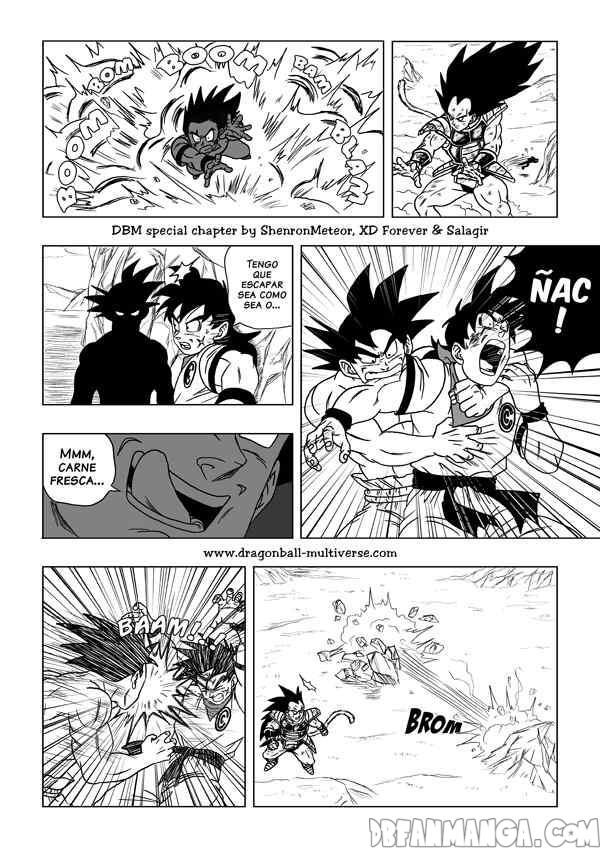 BOOM
BOM
BOOM
BAM
BLAM
DBM special chapter by ShenronMeteor, XD Forever & Salagir
TENGO
QUE
ESCAPAR
SEA COMO
SEA O...
ÑAC
!
MMM,
CARNE
FRESCA...
www.dragonball-multiverse.com
BAAM!!
BROM
DBFANMANGA.COM